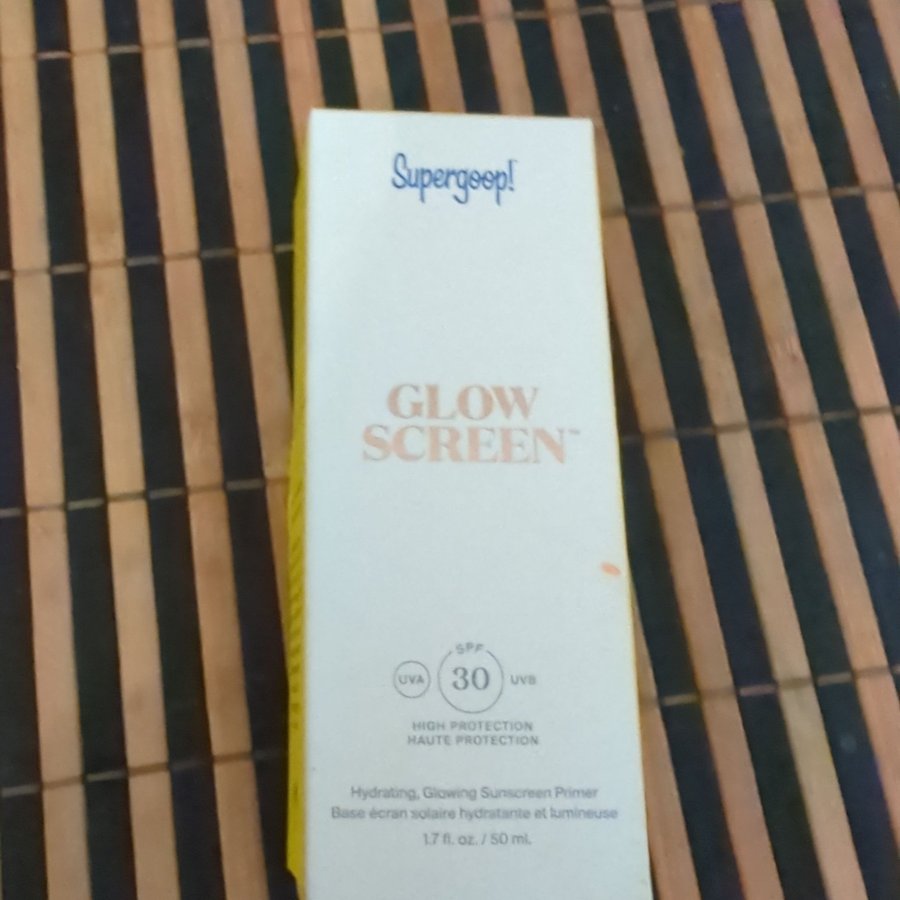 Supergoop!
GLOW
SCREEN™
SPF
UVA 30 UVB
HIGH PROTECTION
HAUTE PROTECTION
Hydrating, Glowing Sunscreen Primer
Base écran solaire hydratante et lumineuse
1.7 fl. oz. / 50 ml.